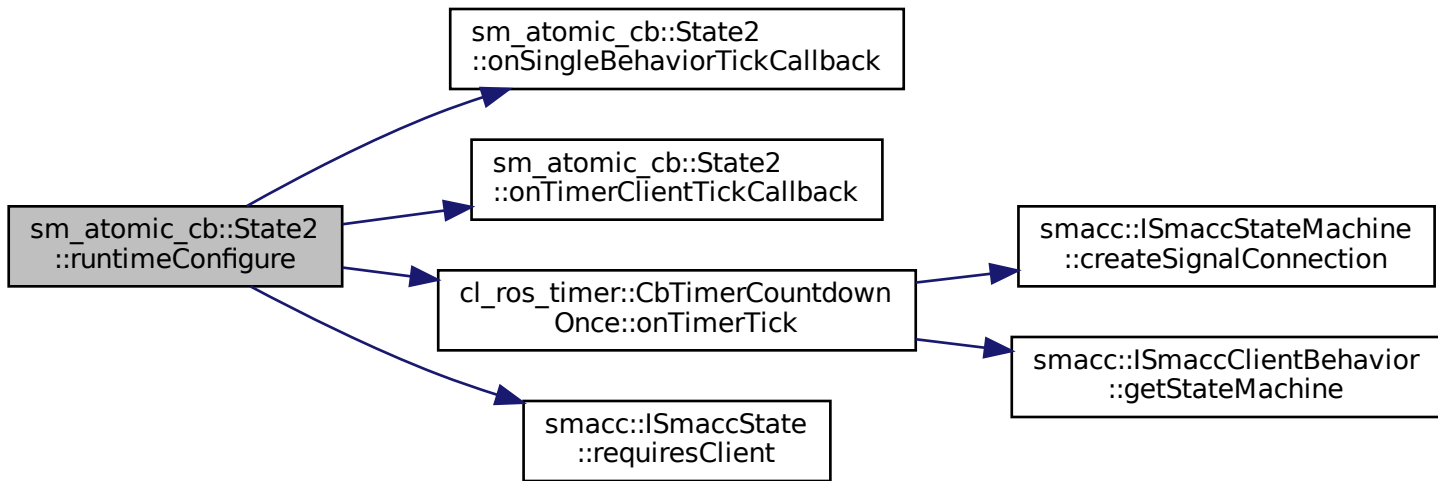 sm_atomic_cb::State2
::onSingleBehaviorTickCallback
sm_atomic_cb::State2
::onTimerClientTickCallback
sm_atomic_cb::State2
::runtimeConfigure
smacc::ISmaccStateMachine
::createSignalConnection
cl_ros_timer::CbTimerCountdown
Once::onTimerTick
smacc::ISmaccClientBehavior
::getStateMachine
smacc::ISmaccState
::requiresClient